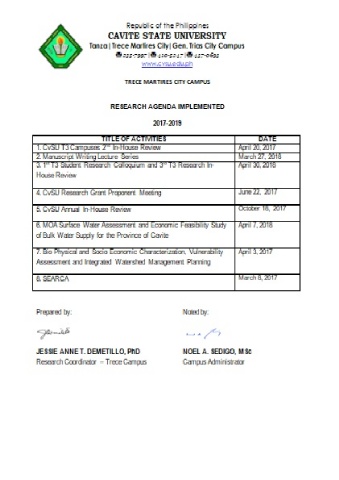 Republic of the Philippines
CAVITE STATE UNIVERSITY
Tanza | Trece Martires City | Gen. Trias City Campus
www.cvsu.edu.ph
TRECE MARTIRES CITY CAMPUS
RESEARCH AGENDA IMPLEMENTED
2017-2019
TITLE OF ACTIVITIES DATE
1. CvSU T3 Campuses 2nd In-House Review April 20, 2017
2. Manuscript Writing Lecture Series March 27, 2018
3. 1st T3 Student Research Colloquium and 3rd T3 Research In- April 30, 2018
House Review
4. CvSU Research Grant Proponent Meeting June 22, 2017
5. CvSU Annual In-House Review October 18, 2017
6. MOA Surface Water Assessment and Economic Feasibility Study April 7, 2018
of Bulk Water Supply for the Province of Cavite
7. Bio Physical and Socio Economic Characterization, Vulnerability April 3, 2017
Assessment and Integrated Watershed Management Planning
8. SEARCA March 8, 2017
Prepared by: Noted by:
JESSIE ANNE T. DEMETILLO, PhD NOEL A. SEDIGO, MSc
Research Coordinator – Trece Campus Campus Administrator